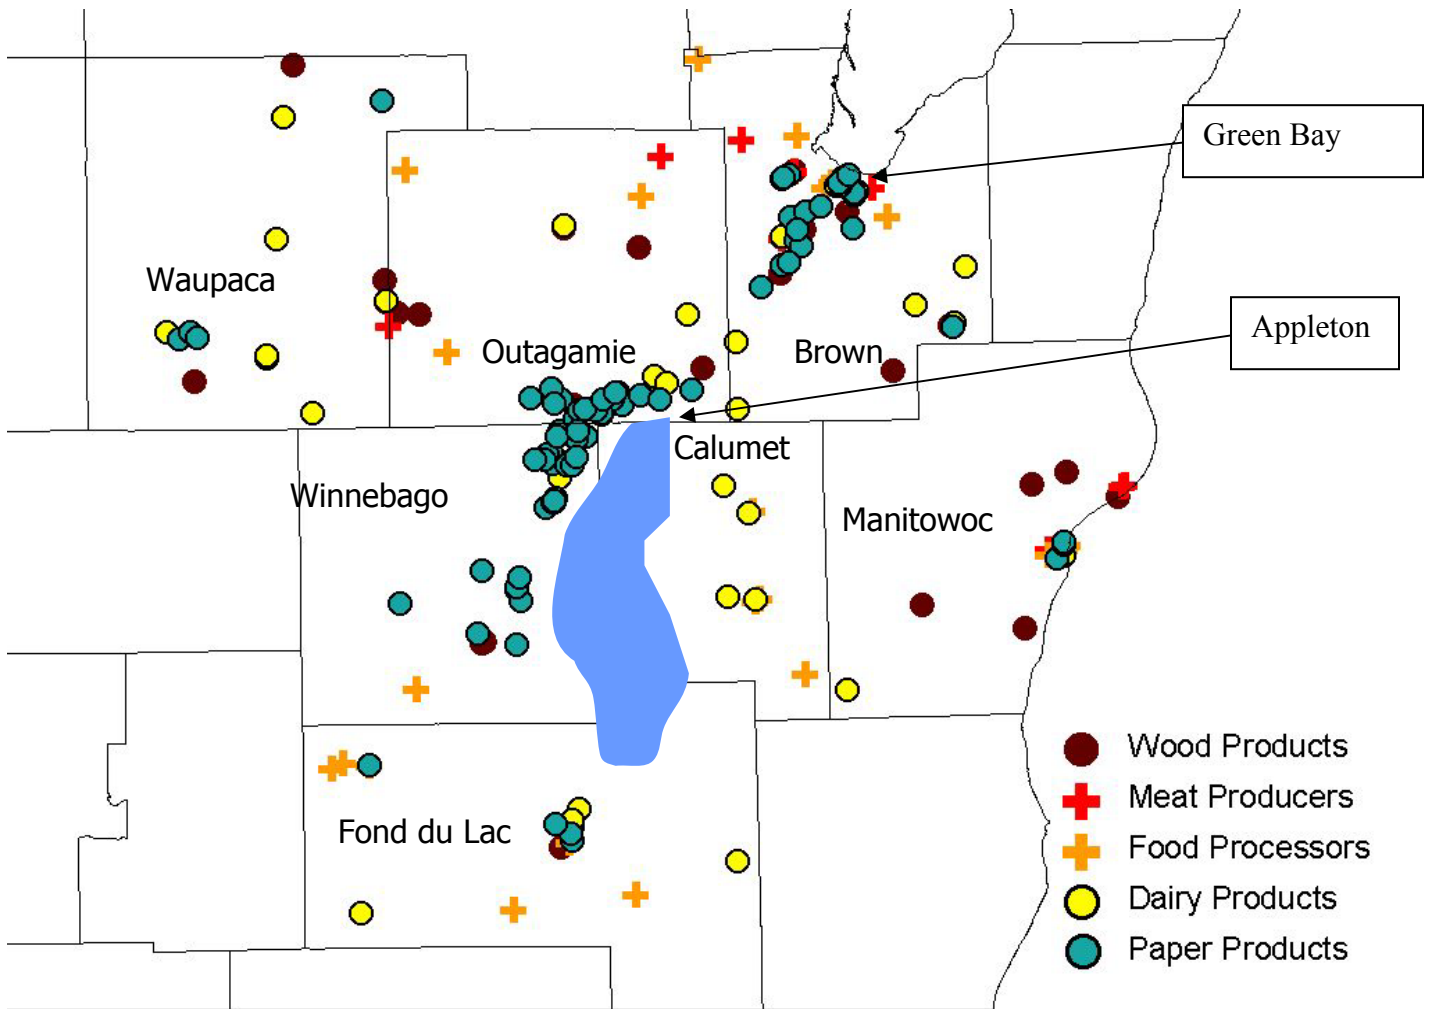 Green Bay
Waupaca
Appleton
Outagamie
Brown
Calumet
Winnebago
Manitowoc
Wood Products
Meat Producers
Fond du Lac
Food Processors
Dairy Products
Paper Products